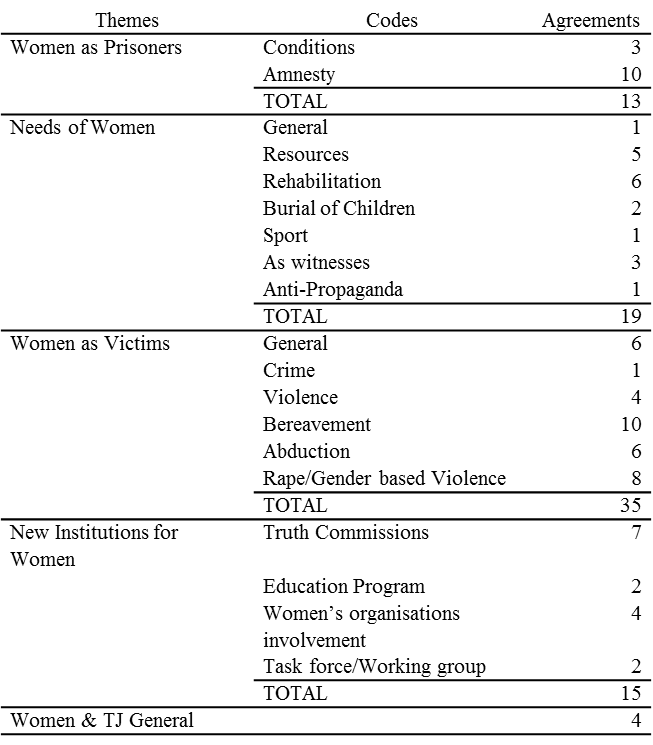 Themes Codes Agreements
Women as Prisoners Conditions 3
Amnesty 10
TOTAL 13
Needs of Women General 1
Resources 5
Rehabilitation 6
Burial of Children 2
Sport 1
As witnesses 3
Anti-Propaganda 1
TOTAL 19
Women as Victims General 6
Crime 1
Violence 4
Bereavement 10
Abduction 6
Rape/Gender based Violence 8
TOTAL 35
New Institutions for Truth Commissions 7
Women
Education Program 2
Women’s organisations 4
involvement
Task force/Working group 2
TOTAL 15
Women & TJ General 4